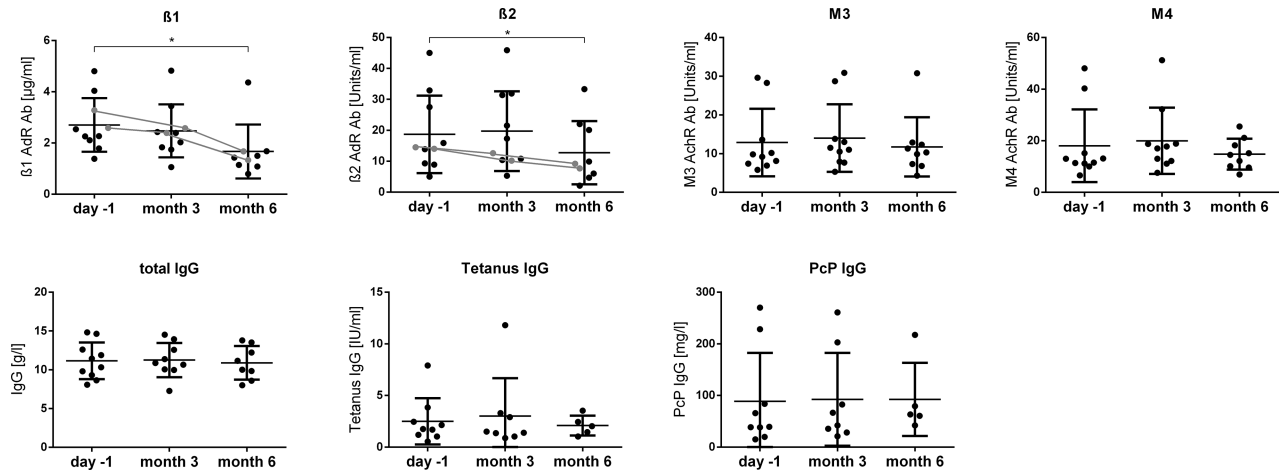 ß1
ß1 AdR Ab [µg/ml]
6
4
2
0
*
day -1 month 3 month 6
ß2
ß2 AdR Ab [Units/ml]
50
40
30
20
10
0
*
day -1 month 3 month 6
M3
M3 AchR Ab [Units/ml]
40
30
20
10
0
day -1 month 3 month 6
M4
M4 AchR Ab [Units/ml]
60
40
20
0
day -1 month 3 month 6
total IgG
IgG [g/l]
20
15
10
5
0
day -1 month 3 month 6
Tetanus IgG
Tetanus IgG [IU/ml]
15
10
5
0
day -1 month 3 month 6
PcP IgG
PcP IgG [mg/l]
300
200
100
0
day -1 month 3 month 6